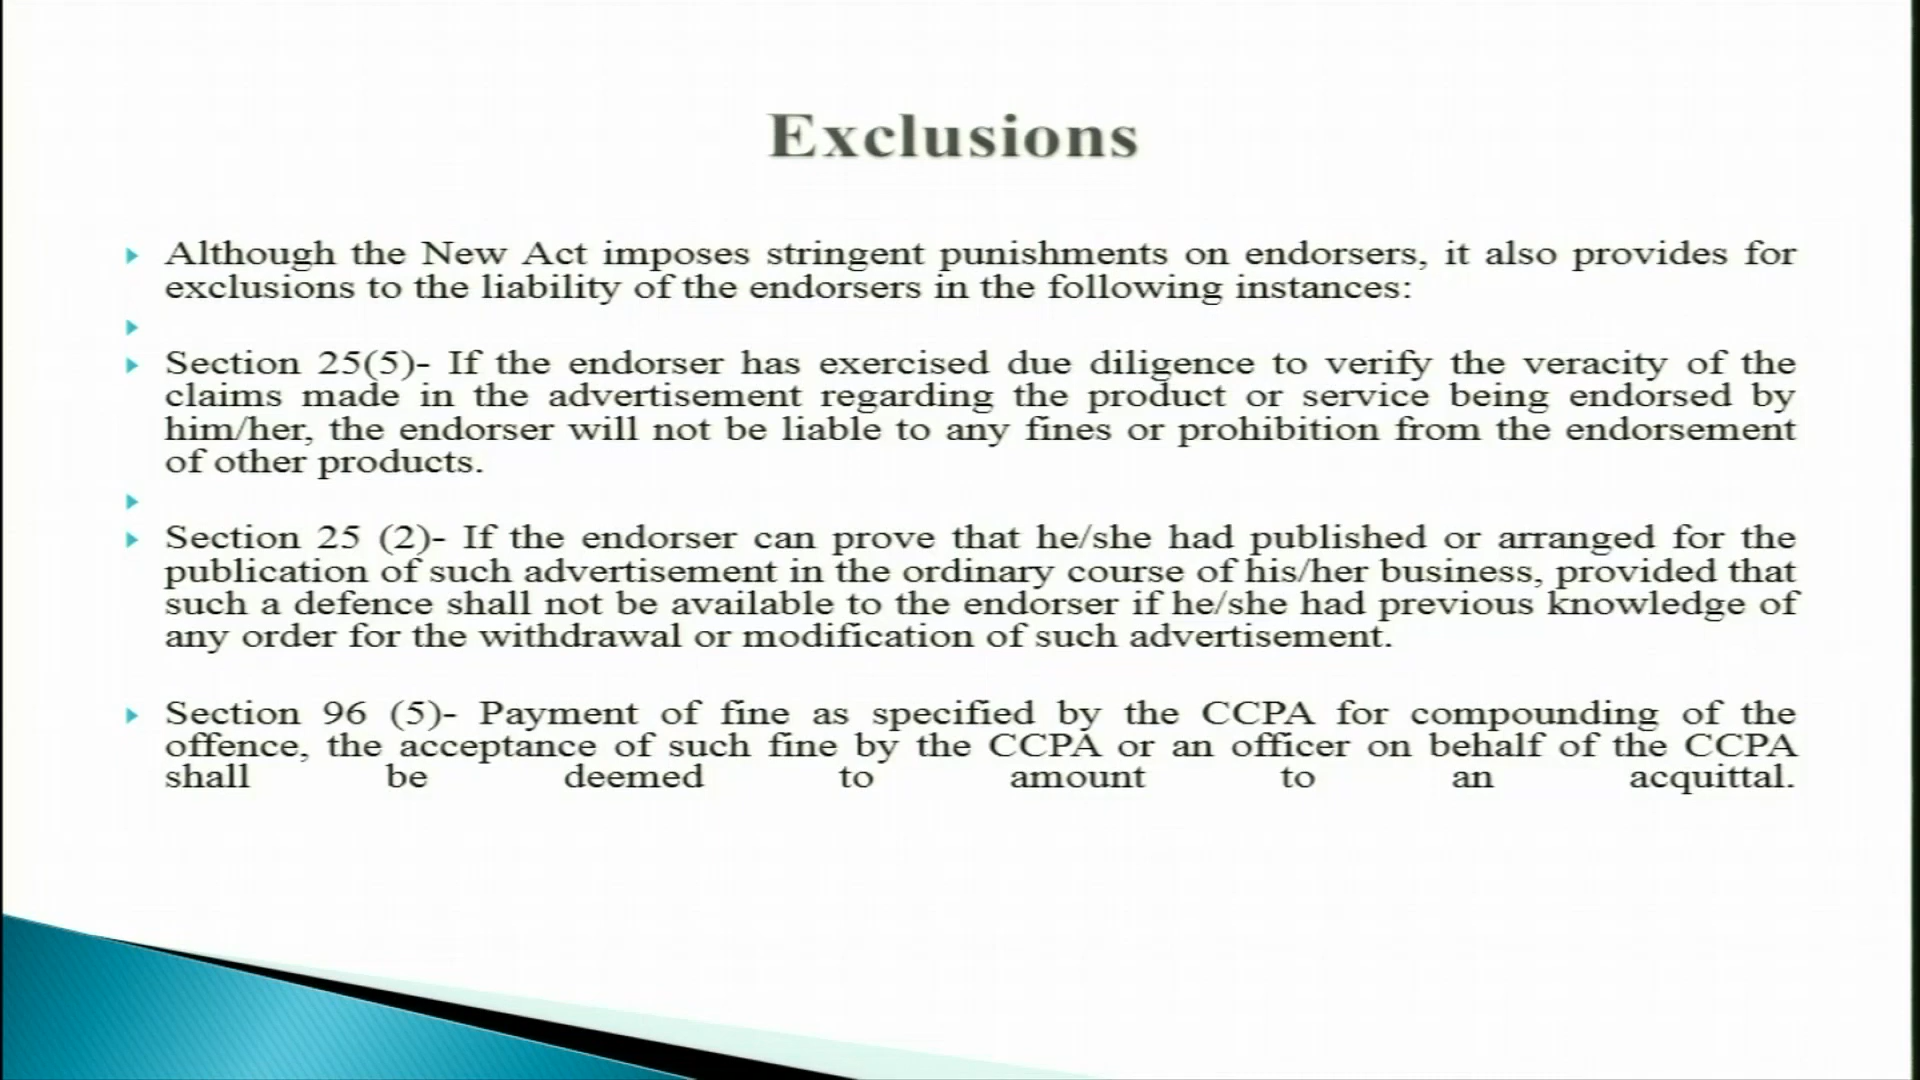 Exclusions
Although the New Act imposes stringent punishments on endorsers, it also provides for
exclusions to the liability of the endorsers in the following instances:
Section 25(5)- If the endorser has exercised due diligence to verify the veracity of the
claims made in the advertisement regarding the product or service being endorsed by
him/her, the endorser will not be liable to any fines or prohibition from the endorsement
of other products.
Section 25 (2)- If the endorser can prove that he/she had published or arranged for the
publication of such advertisement in the ordinary course of his/her business, provided that
such a defence shall not be available to the endorser if he/she had previous knowledge of
any order for the withdrawal or modification of such advertisement.
Section 96 (5)- Payment of fine as specified by the CCPA for compounding of the
offence, the acceptance of such fine by the CCPA or an officer on behalf of the CCPA
shall be deemed to amount to an acquittal.